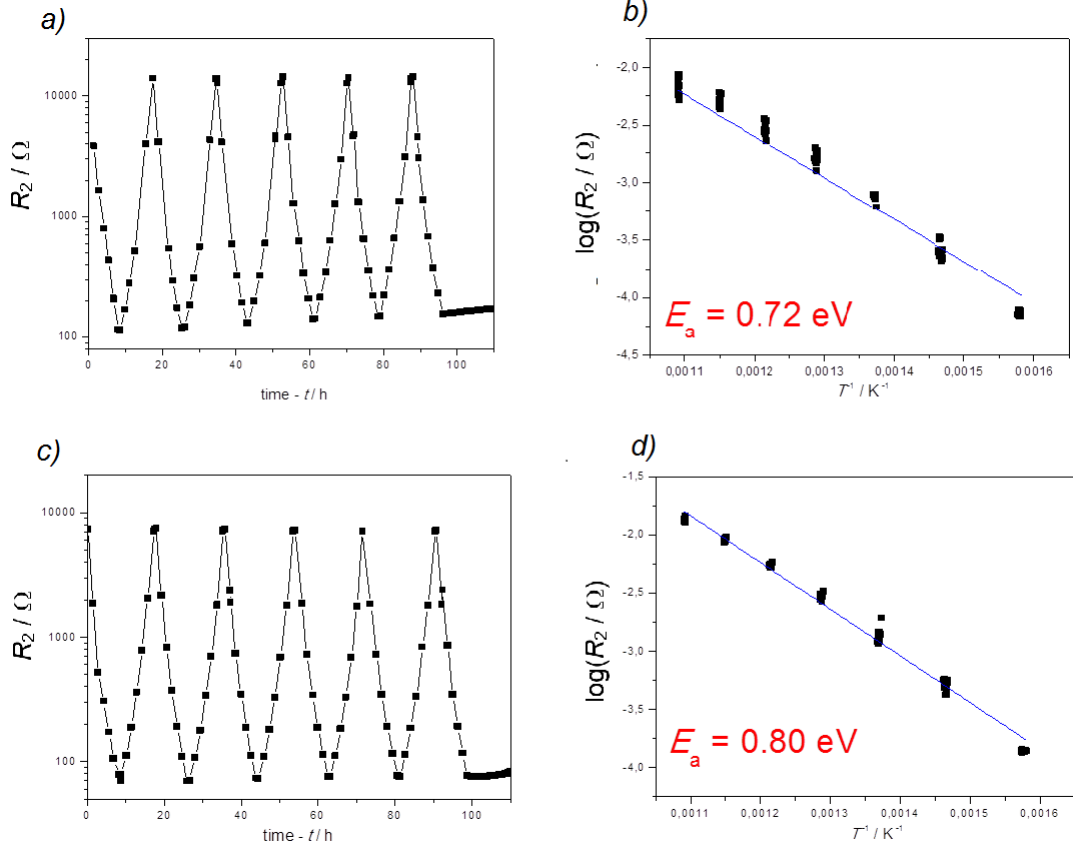 a)
R2 / Ω
10000
1000
100
0 20 40 60 80 100
time - t / h
b)
log(R2 / Ω)
-2,0
-2,5
-3,0
-3,5
-4,0
-4,5
Ea = 0.72 eV
0,0011 0,0012 0,0013 0,0014 0,0015 0,0016
T-1 / K-1
c)
R2 / Ω
10000
1000
100
0 20 40 60 80 100
time - t / h
d)
log(R2 / Ω)
-1,5
-2,0
-2,5
-3,0
-3,5
-4,0
Ea = 0.80 eV
0,0011 0,0012 0,0013 0,0014 0,0015 0,0016
T-1 / K-1